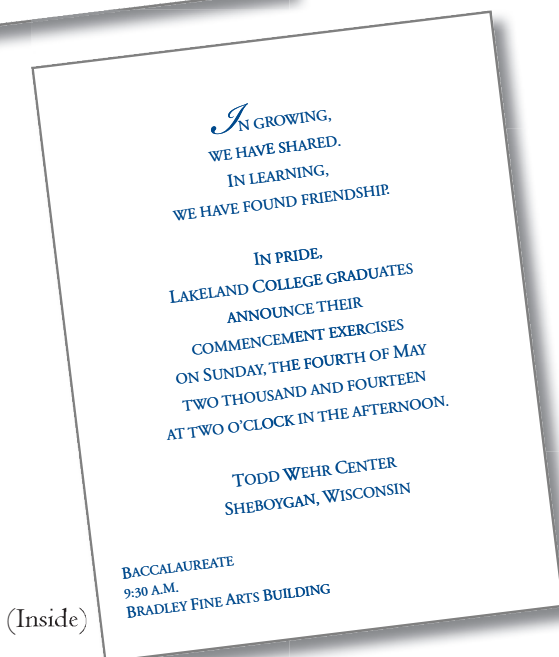 In growing,
we have shared.
In learning,
we have found friendship.
In pride,
Lakeland College graduates
announce their
commencement exercises
on Sunday, the fourth of May
two thousand and fourteen
at two o'clock in the afternoon.
Todd Wehr Center
Sheboygan, Wisconsin
Baccalaureate
9:30 a.m.
Bradley Fine Arts Building
(Inside)